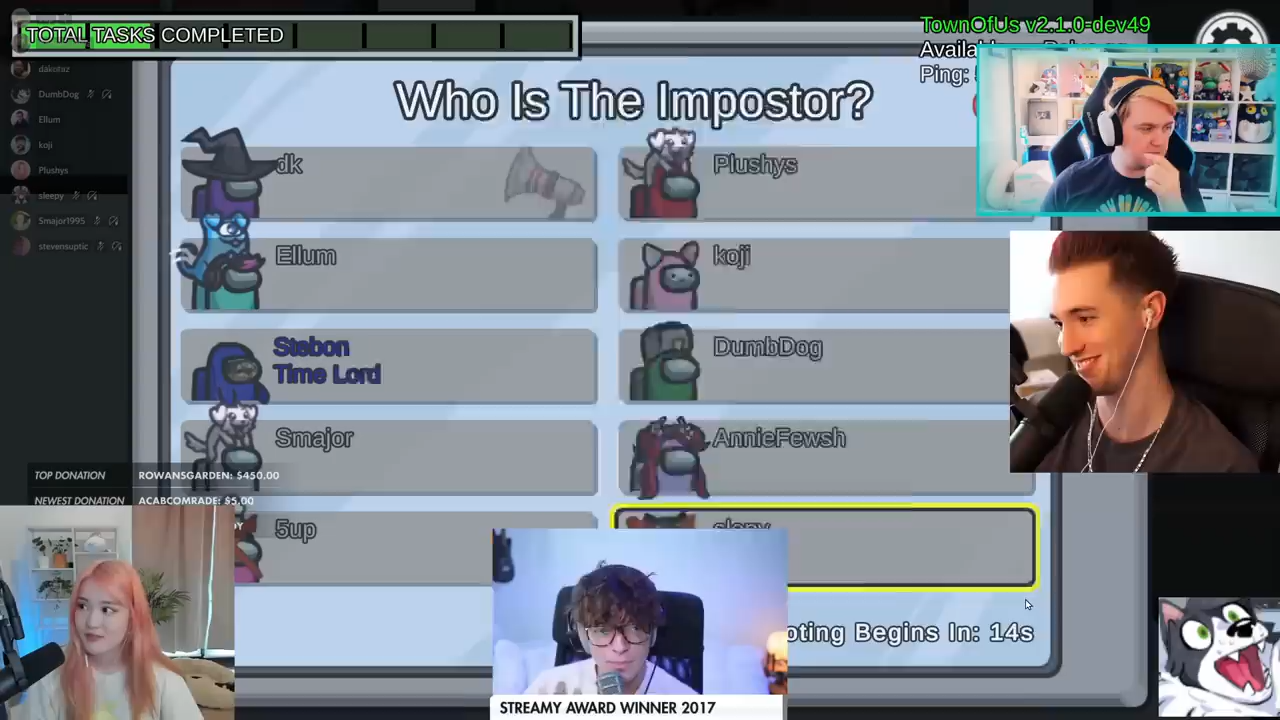 TOTAL TASKS COMPLETED
TownOfUs v2.1.0-dev49
Ping:
Who Is The Impostor?
dakotaz
DumbDog
Ellum
koji
Plushys
sleepy
Smajor1995
stevensuptic
dk
Plushys
Ellum
koji
Stebon
Time Lord
DumbDog
Smajor
AnnieFewsh
5up
TOP DONATION ROWANSGARDEN: $450.00
NEWEST DONATION ACABCOMRADE: $5.00
Begins In: 14s
STREAMY AWARD WINNER 2017